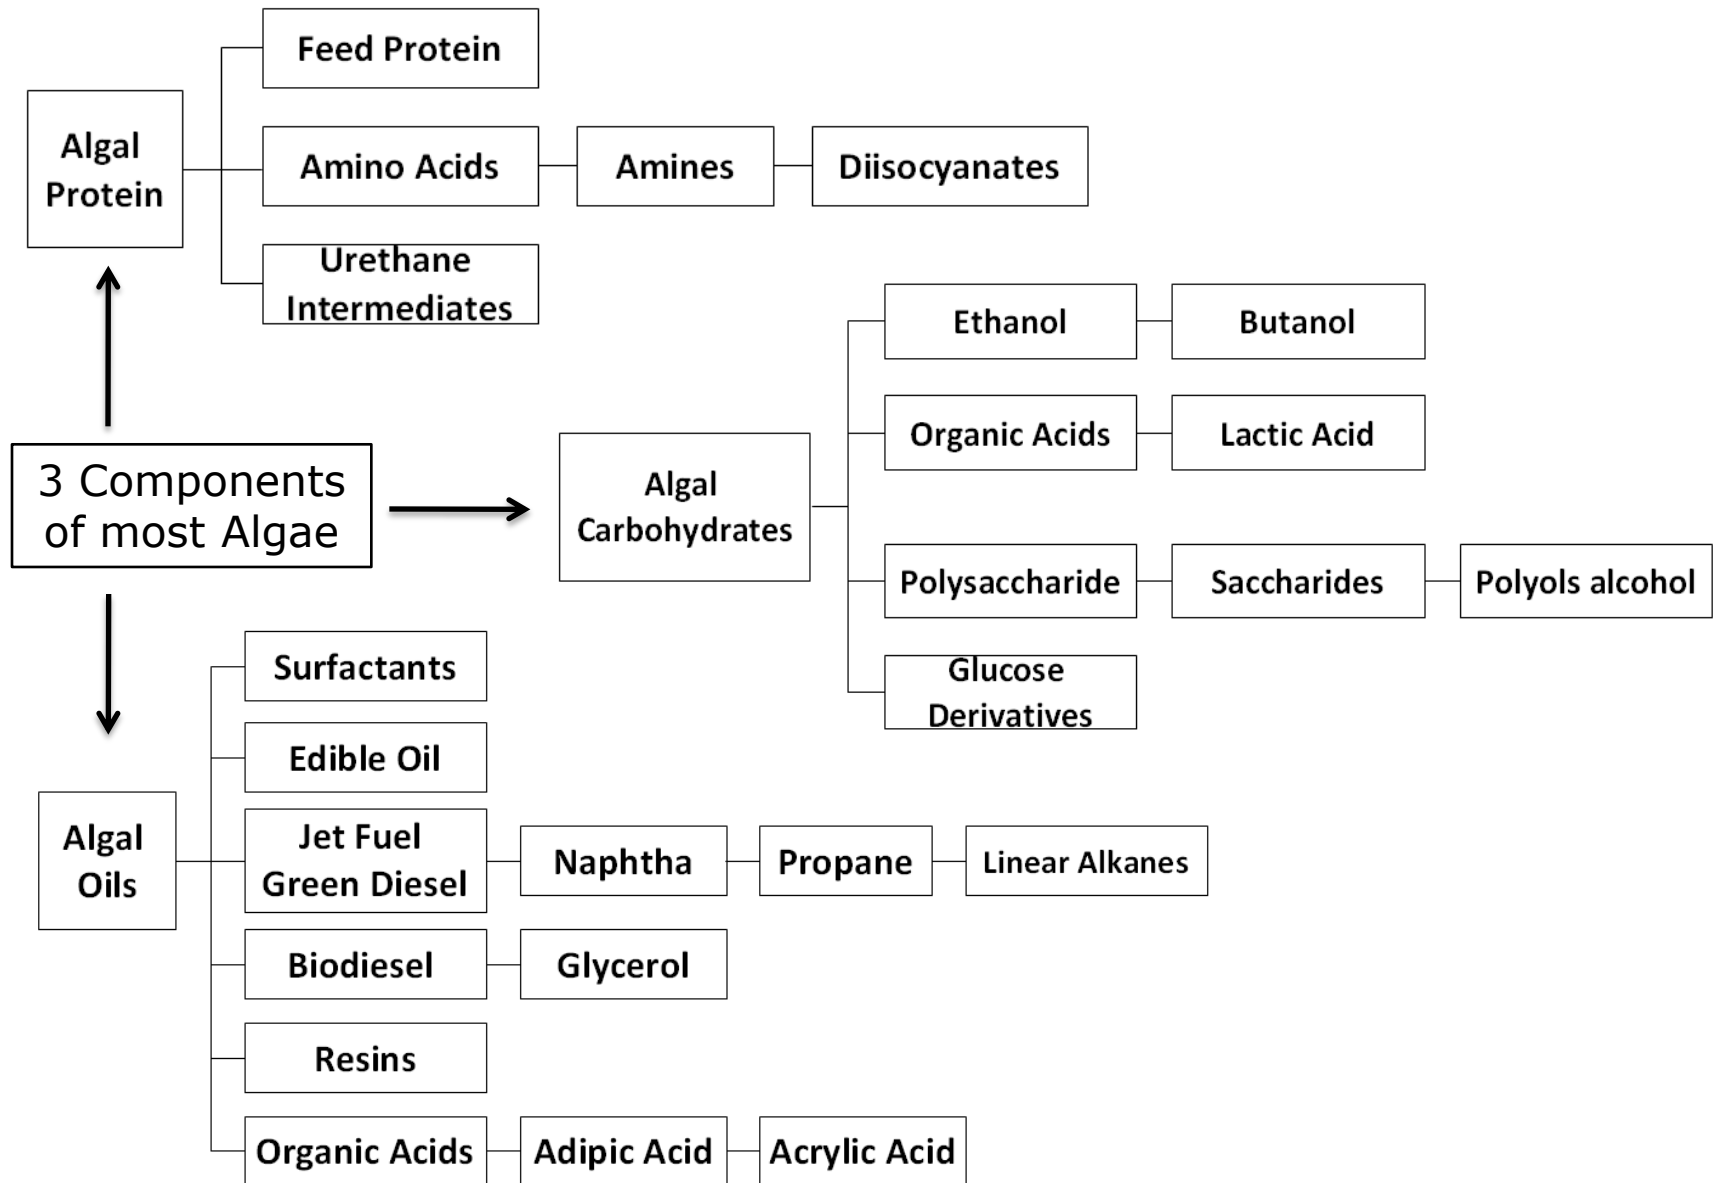 Feed Protein
Algal
Protein
Amino Acids
Amines
Diisocyanates
Urethane
Intermediates
3 Components
of most Algae
Algal
Carbohydrates
Ethanol
Butanol
Organic Acids
Lactic Acid
Polysaccharide
Saccharides
Polyols alcohol
Glucose
Derivatives
Algal
Oils
Surfactants
Edible Oil
Jet Fuel
Green Diesel
Naphtha
Propane
Linear Alkanes
Biodiesel
Glycerol
Resins
Organic Acids
Adipic Acid
Acrylic Acid